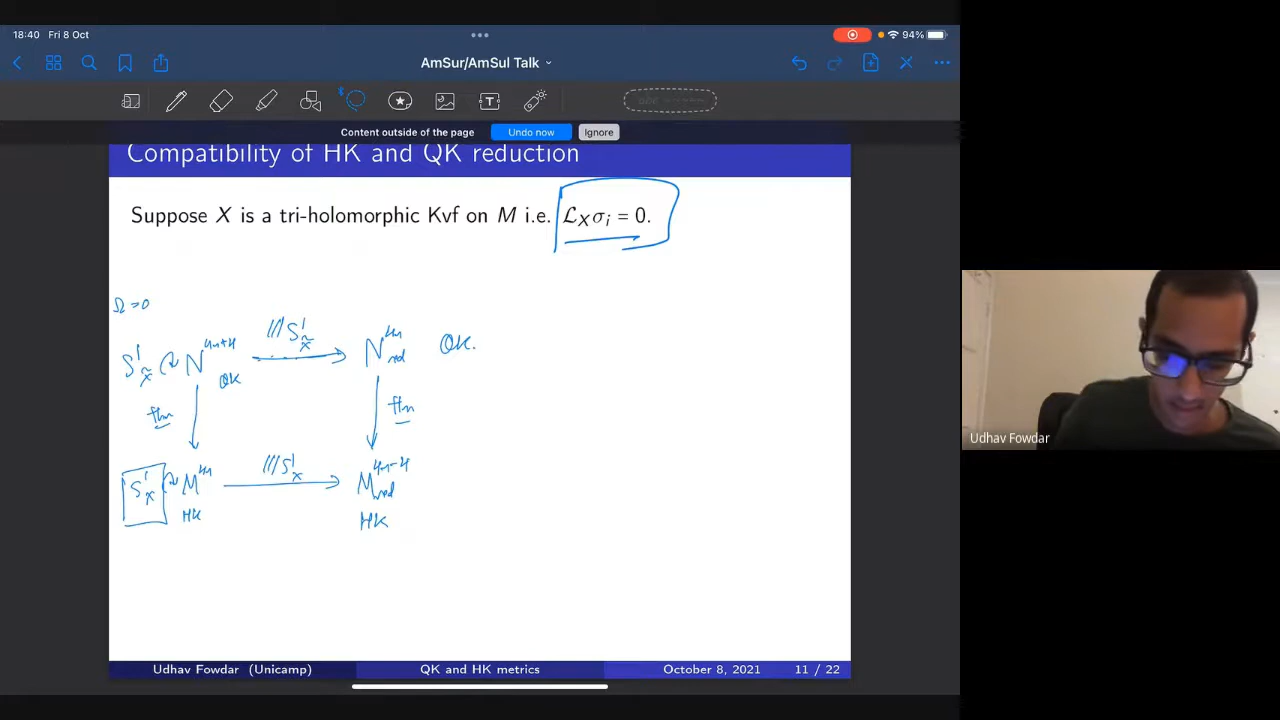 18:40 Fri 8 Oct
94%
AmSur/AmSul Talk
Content outside of the page Undo now Ignore
Compatibility of HK and QK reduction
Suppose X is a tri-holomorphic Kvf on M i.e. ℒ_X σ_i = 0.
Ω = 0
S¹_X̃ ↷ N^{4n+4} ///S¹_X̃ N^{4n}_{red} QK.
QK
thm thm
S¹_X ↷ M^{4n} ///S¹_X M^{4n-4}_{red}
HK HK
Udhav Fowdar
Udhav Fowdar (Unicamp) QK and HK metrics October 8, 2021 11 / 22